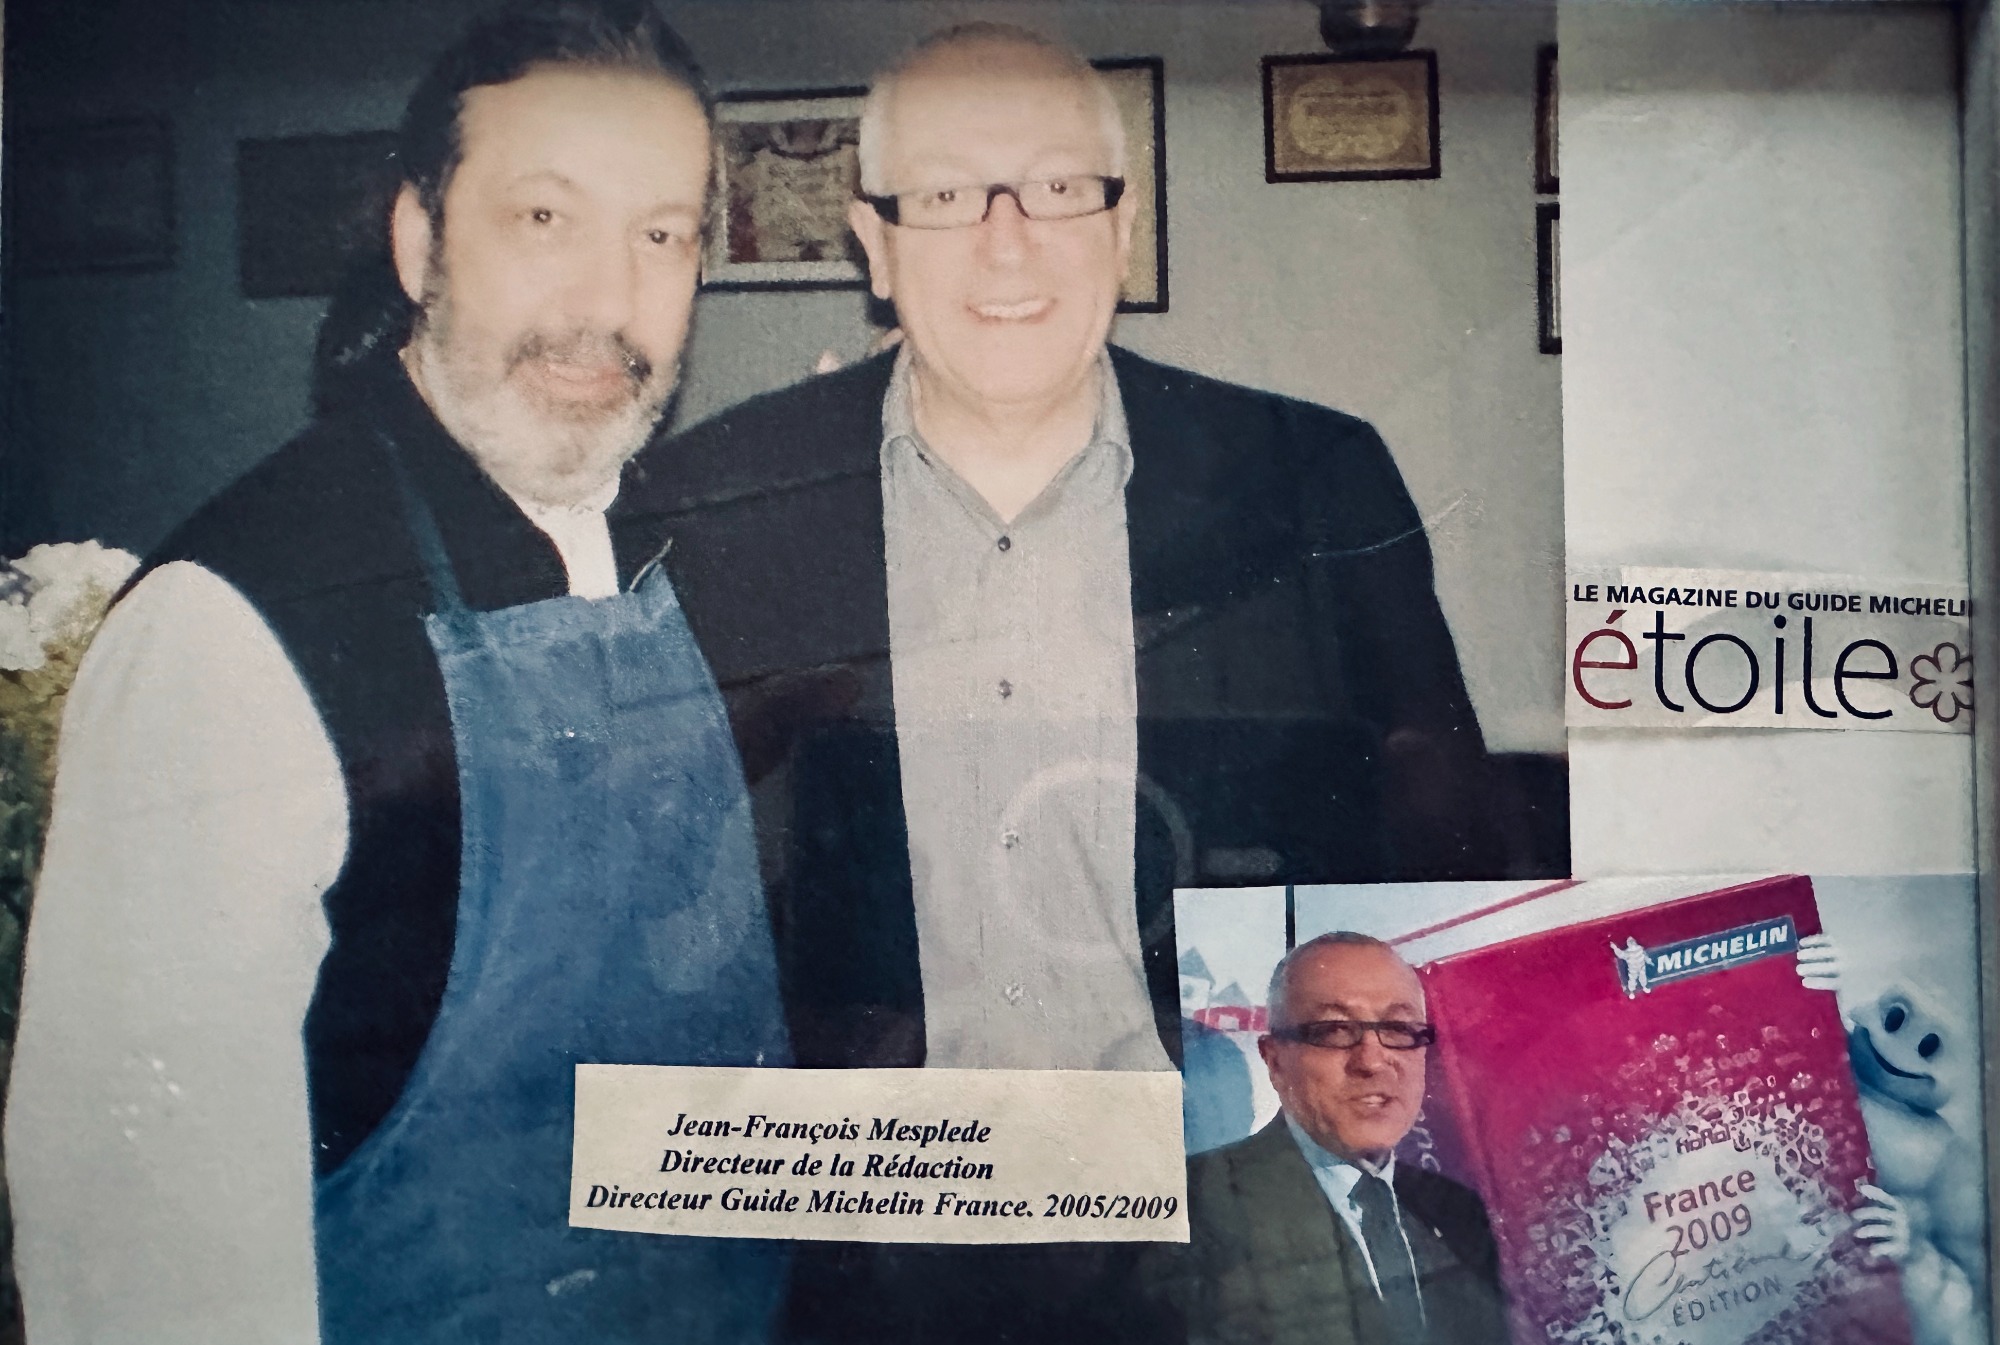 LE MAGAZINE DU GUIDE MICHELI
étoile
Jean-François Mesplede
Directeur de la Rédaction
Directeur Guide Michelin France. 2005/2009
MICHELIN
France
2009
EDITION